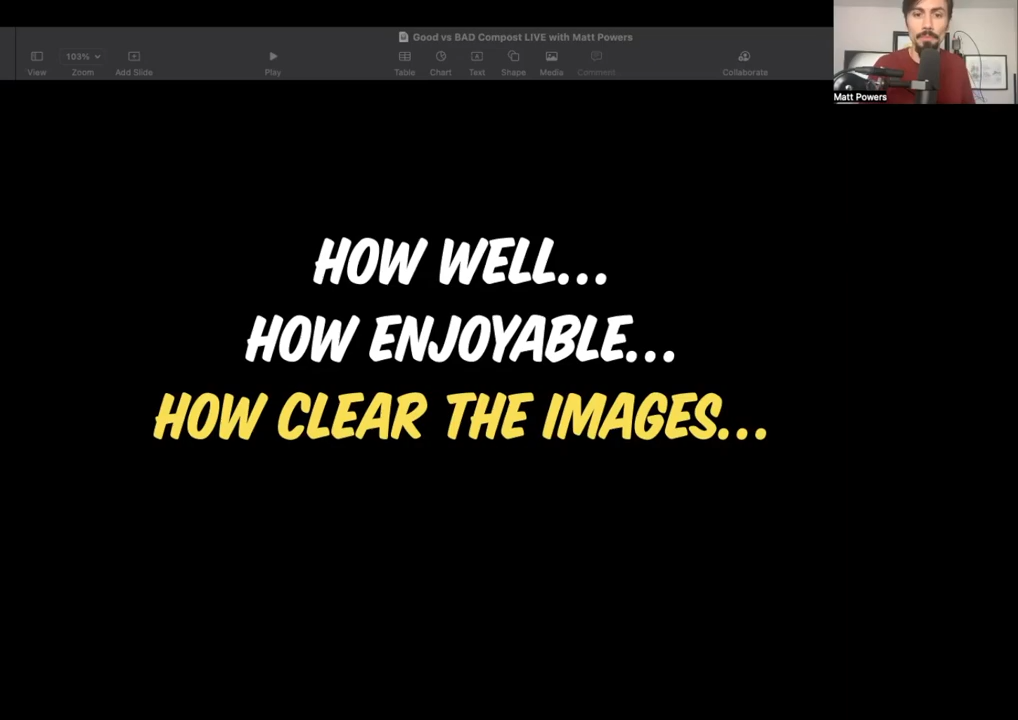 Good vs BAD Compost LIVE with Matt Powers
103%
View
Zoom
Add Slide
Play
Table
Chart
Text
Shape
Media
Comment...
Collaborate
Matt Powers
HOW WELL...
HOW ENJOYABLE...
HOW CLEAR THE IMAGES...